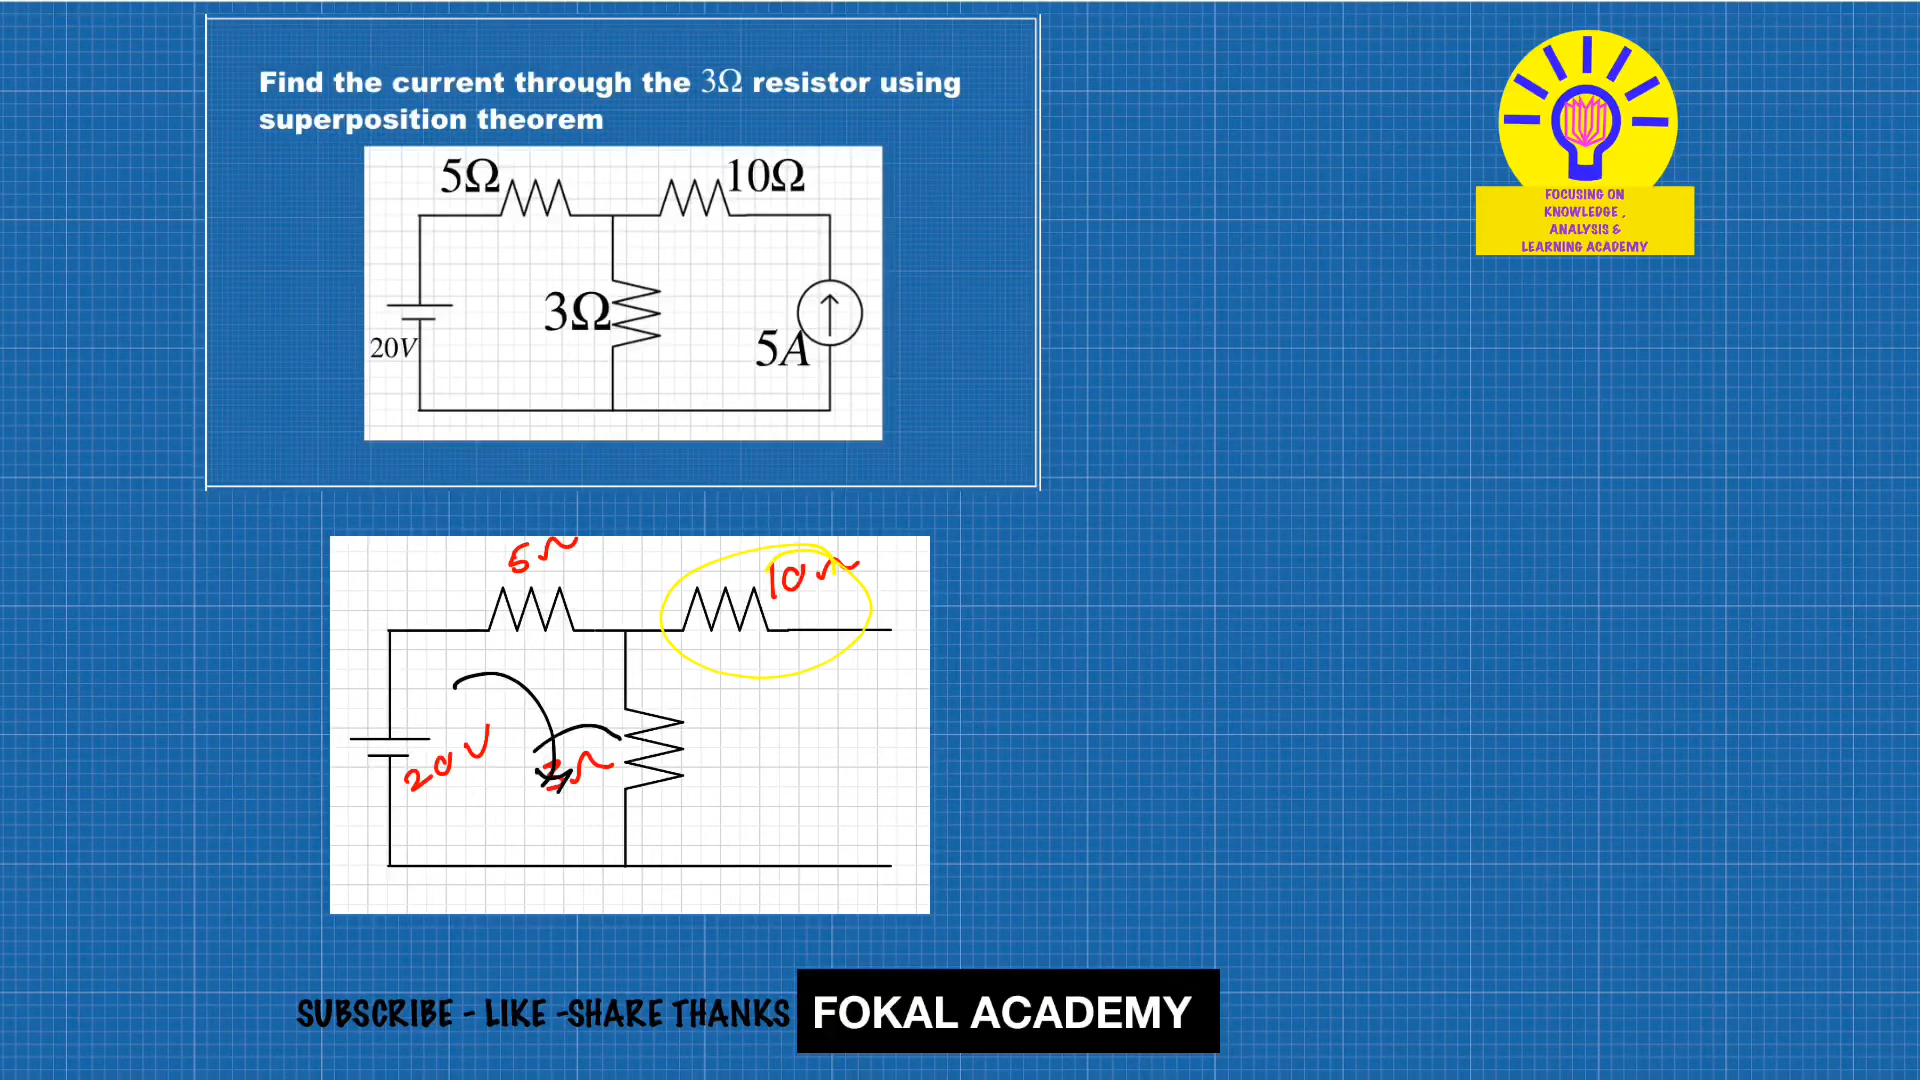 Find the current through the 3Ω resistor using
superposition theorem
5Ω
10Ω
3Ω
20V
5A
FOCUSING ON
KNOWLEDGE ,
ANALYSIS &
LEARNING ACADEMY
5Ω
10Ω
20V
3Ω
SUBSCRIBE - LIKE -SHARE THANKS
FOKAL ACADEMY